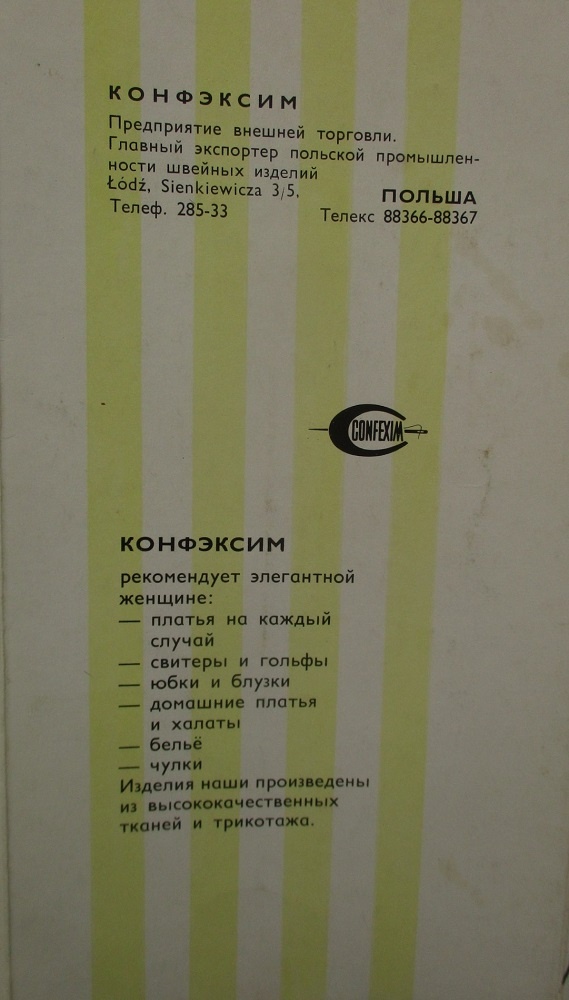 КОНФЭКСИМ
Предприятие внешней торговли.
Главный экспортер польской промышлен-
ности швейных изделий
Łódź, Sienkiewicza 3/5,
ПОЛЬША
Телеф. 285-33 Телекс 88366-88367
CONFEXIM
КОНФЭКСИМ
рекомендует элегантной
женщине:
— платья на каждый
случай
— свитеры и гольфы
— юбки и блузки
— домашние платья
и халаты
— бельё
— чулки
Изделия наши произведены
из высококачественных
тканей и трикотажа.